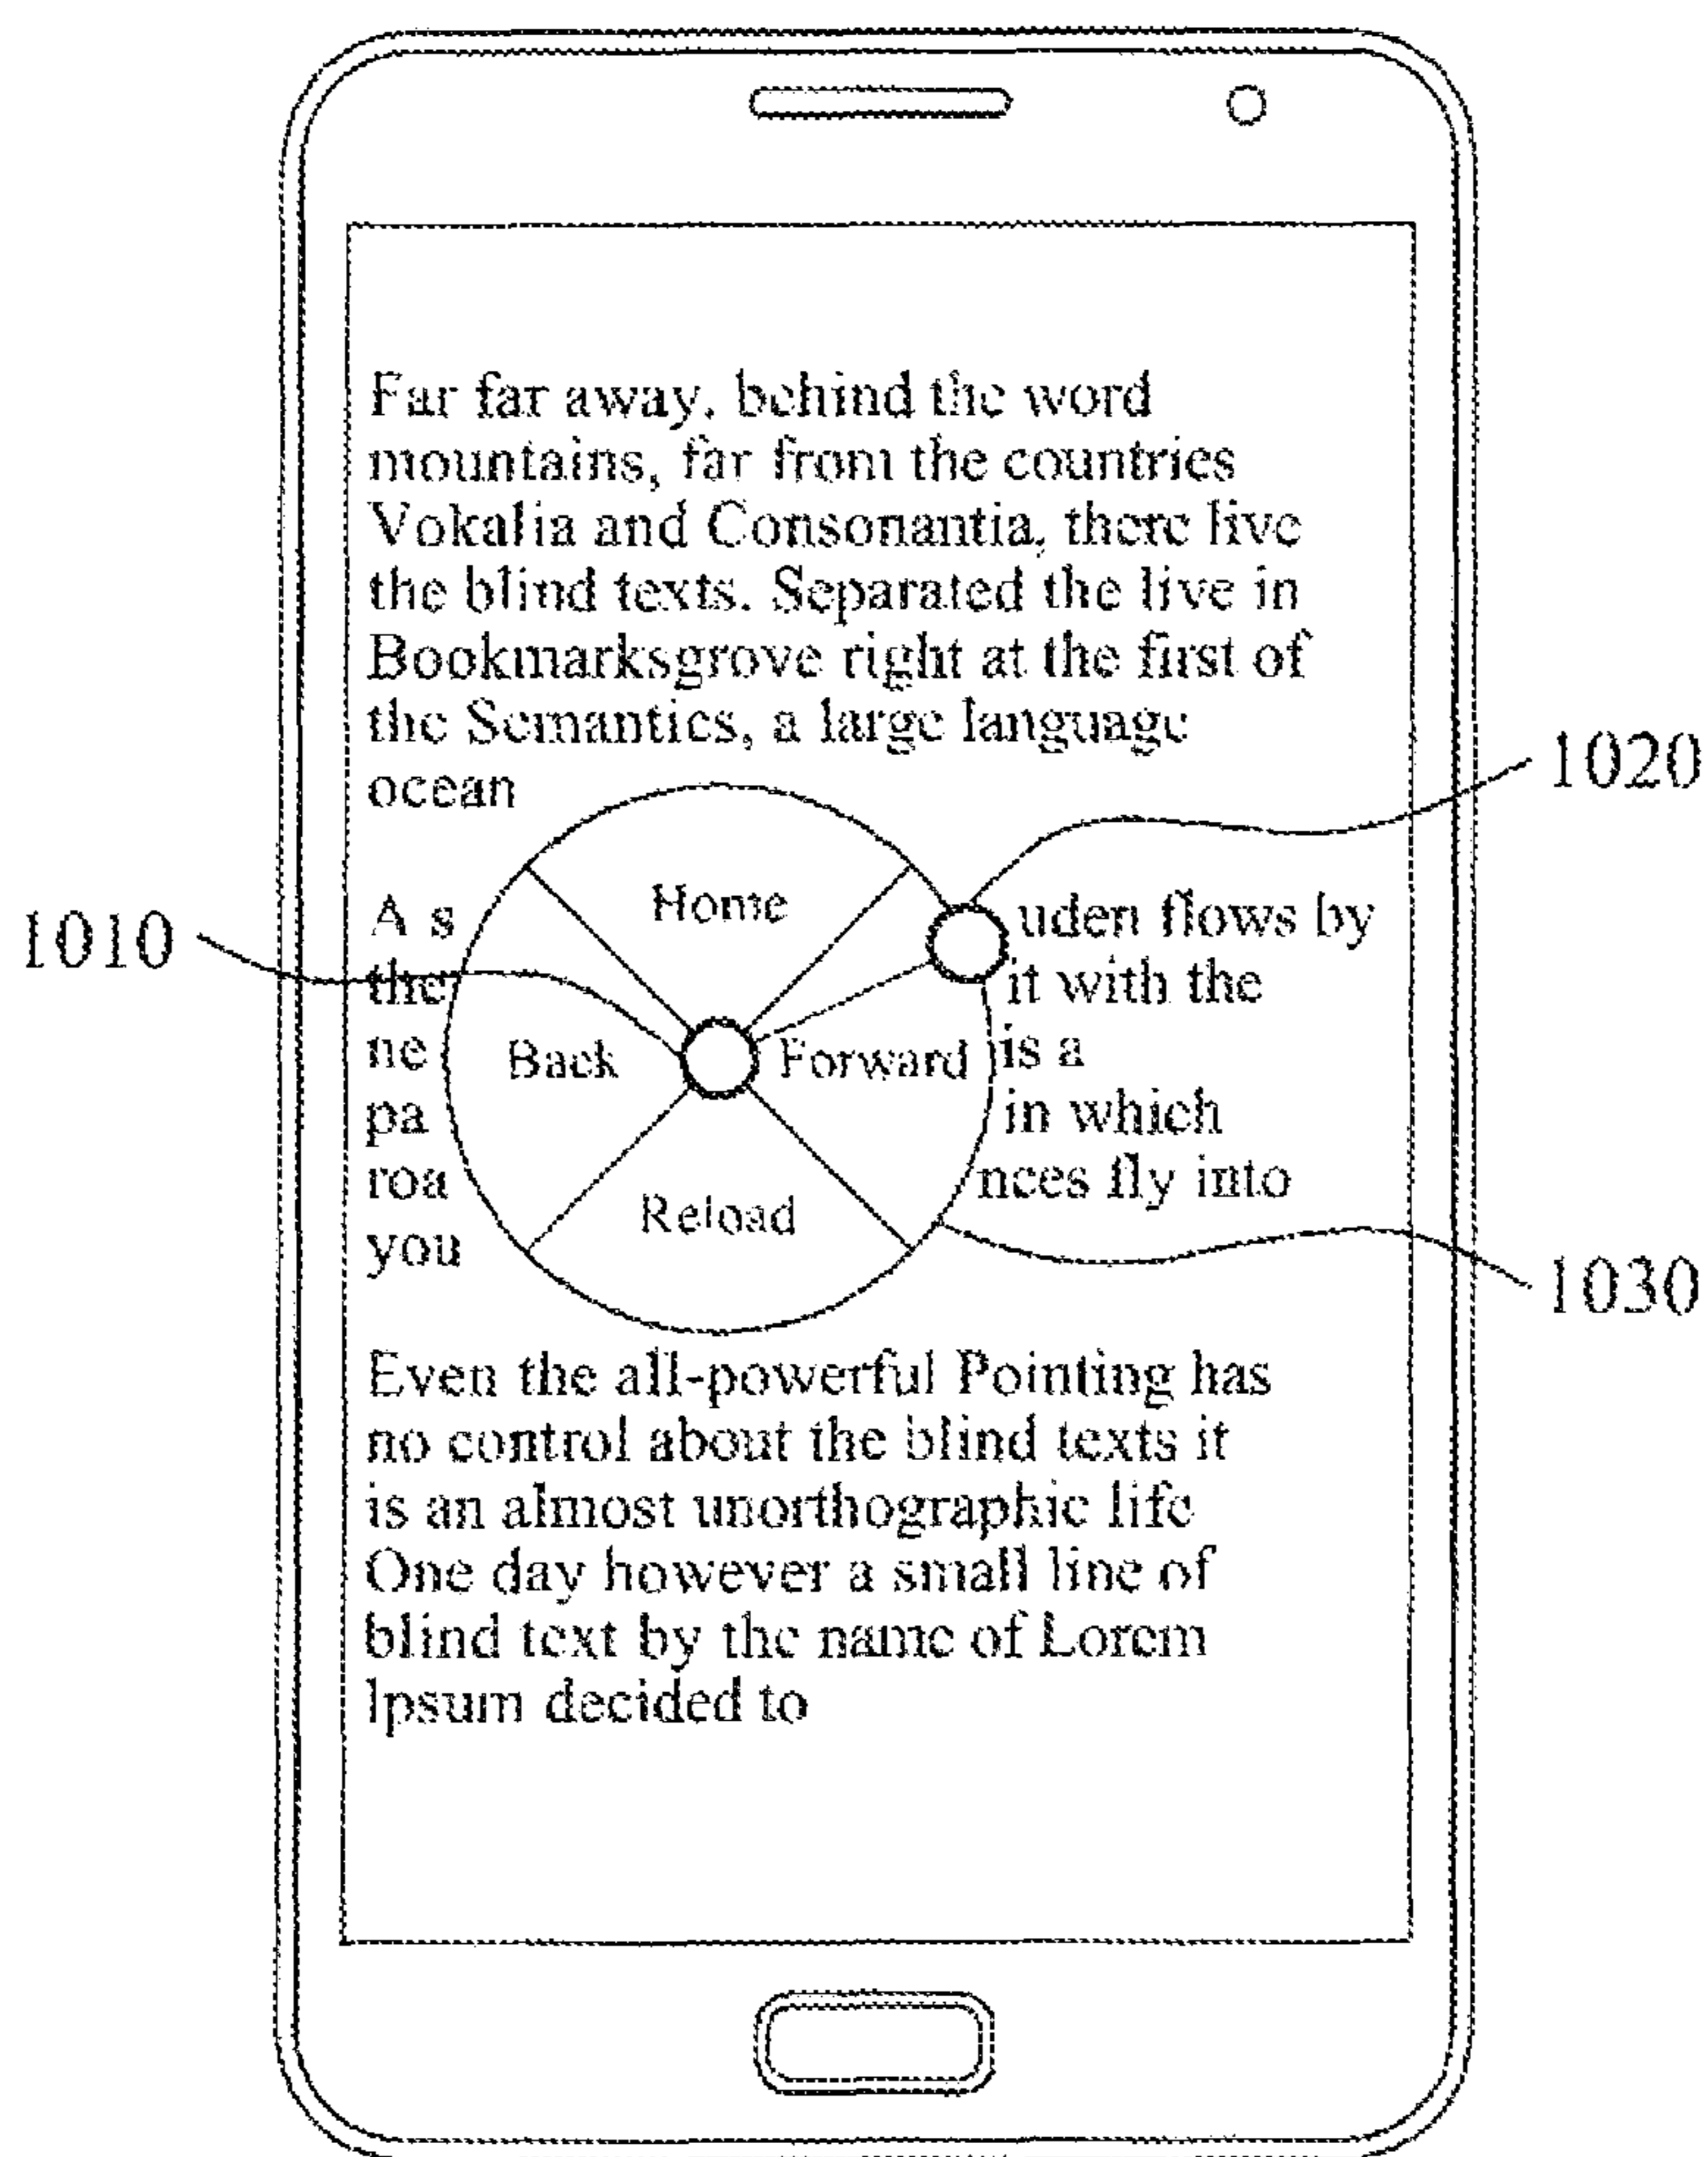 Far far away, behind the word
mountains, far from the countries
Vokalia and Consonantia, there live
the blind texts. Separated the live in
Bookmarksgrove right at the first of
the Semantics, a large language
ocean
1020
A s
Home
uden flows by
1010
the
it with the
ne
Back
Forward
is a
pa
in which
roa
nces fly into
Reload
you
1030
Even the all-powerful Pointing has
no control about the blind texts it
is an almost unorthographic life
One day however a small line of
blind text by the name of Lorem
Ipsum decided to